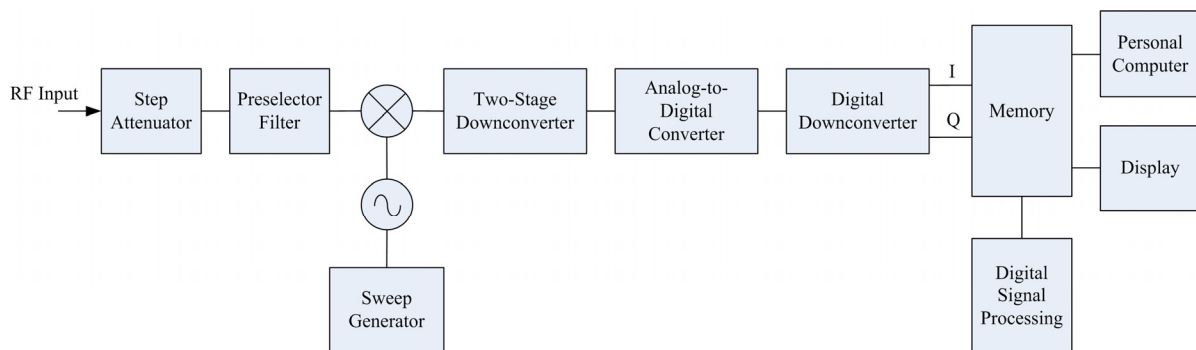 RF Input
Step
Attenuator
Preselector
Filter
Two-Stage
Downconverter
Analog-to-
Digital
Converter
Digital
Downconverter
I
Q
Memory
Personal
Computer
Display
Sweep
Generator
Digital
Signal
Processing